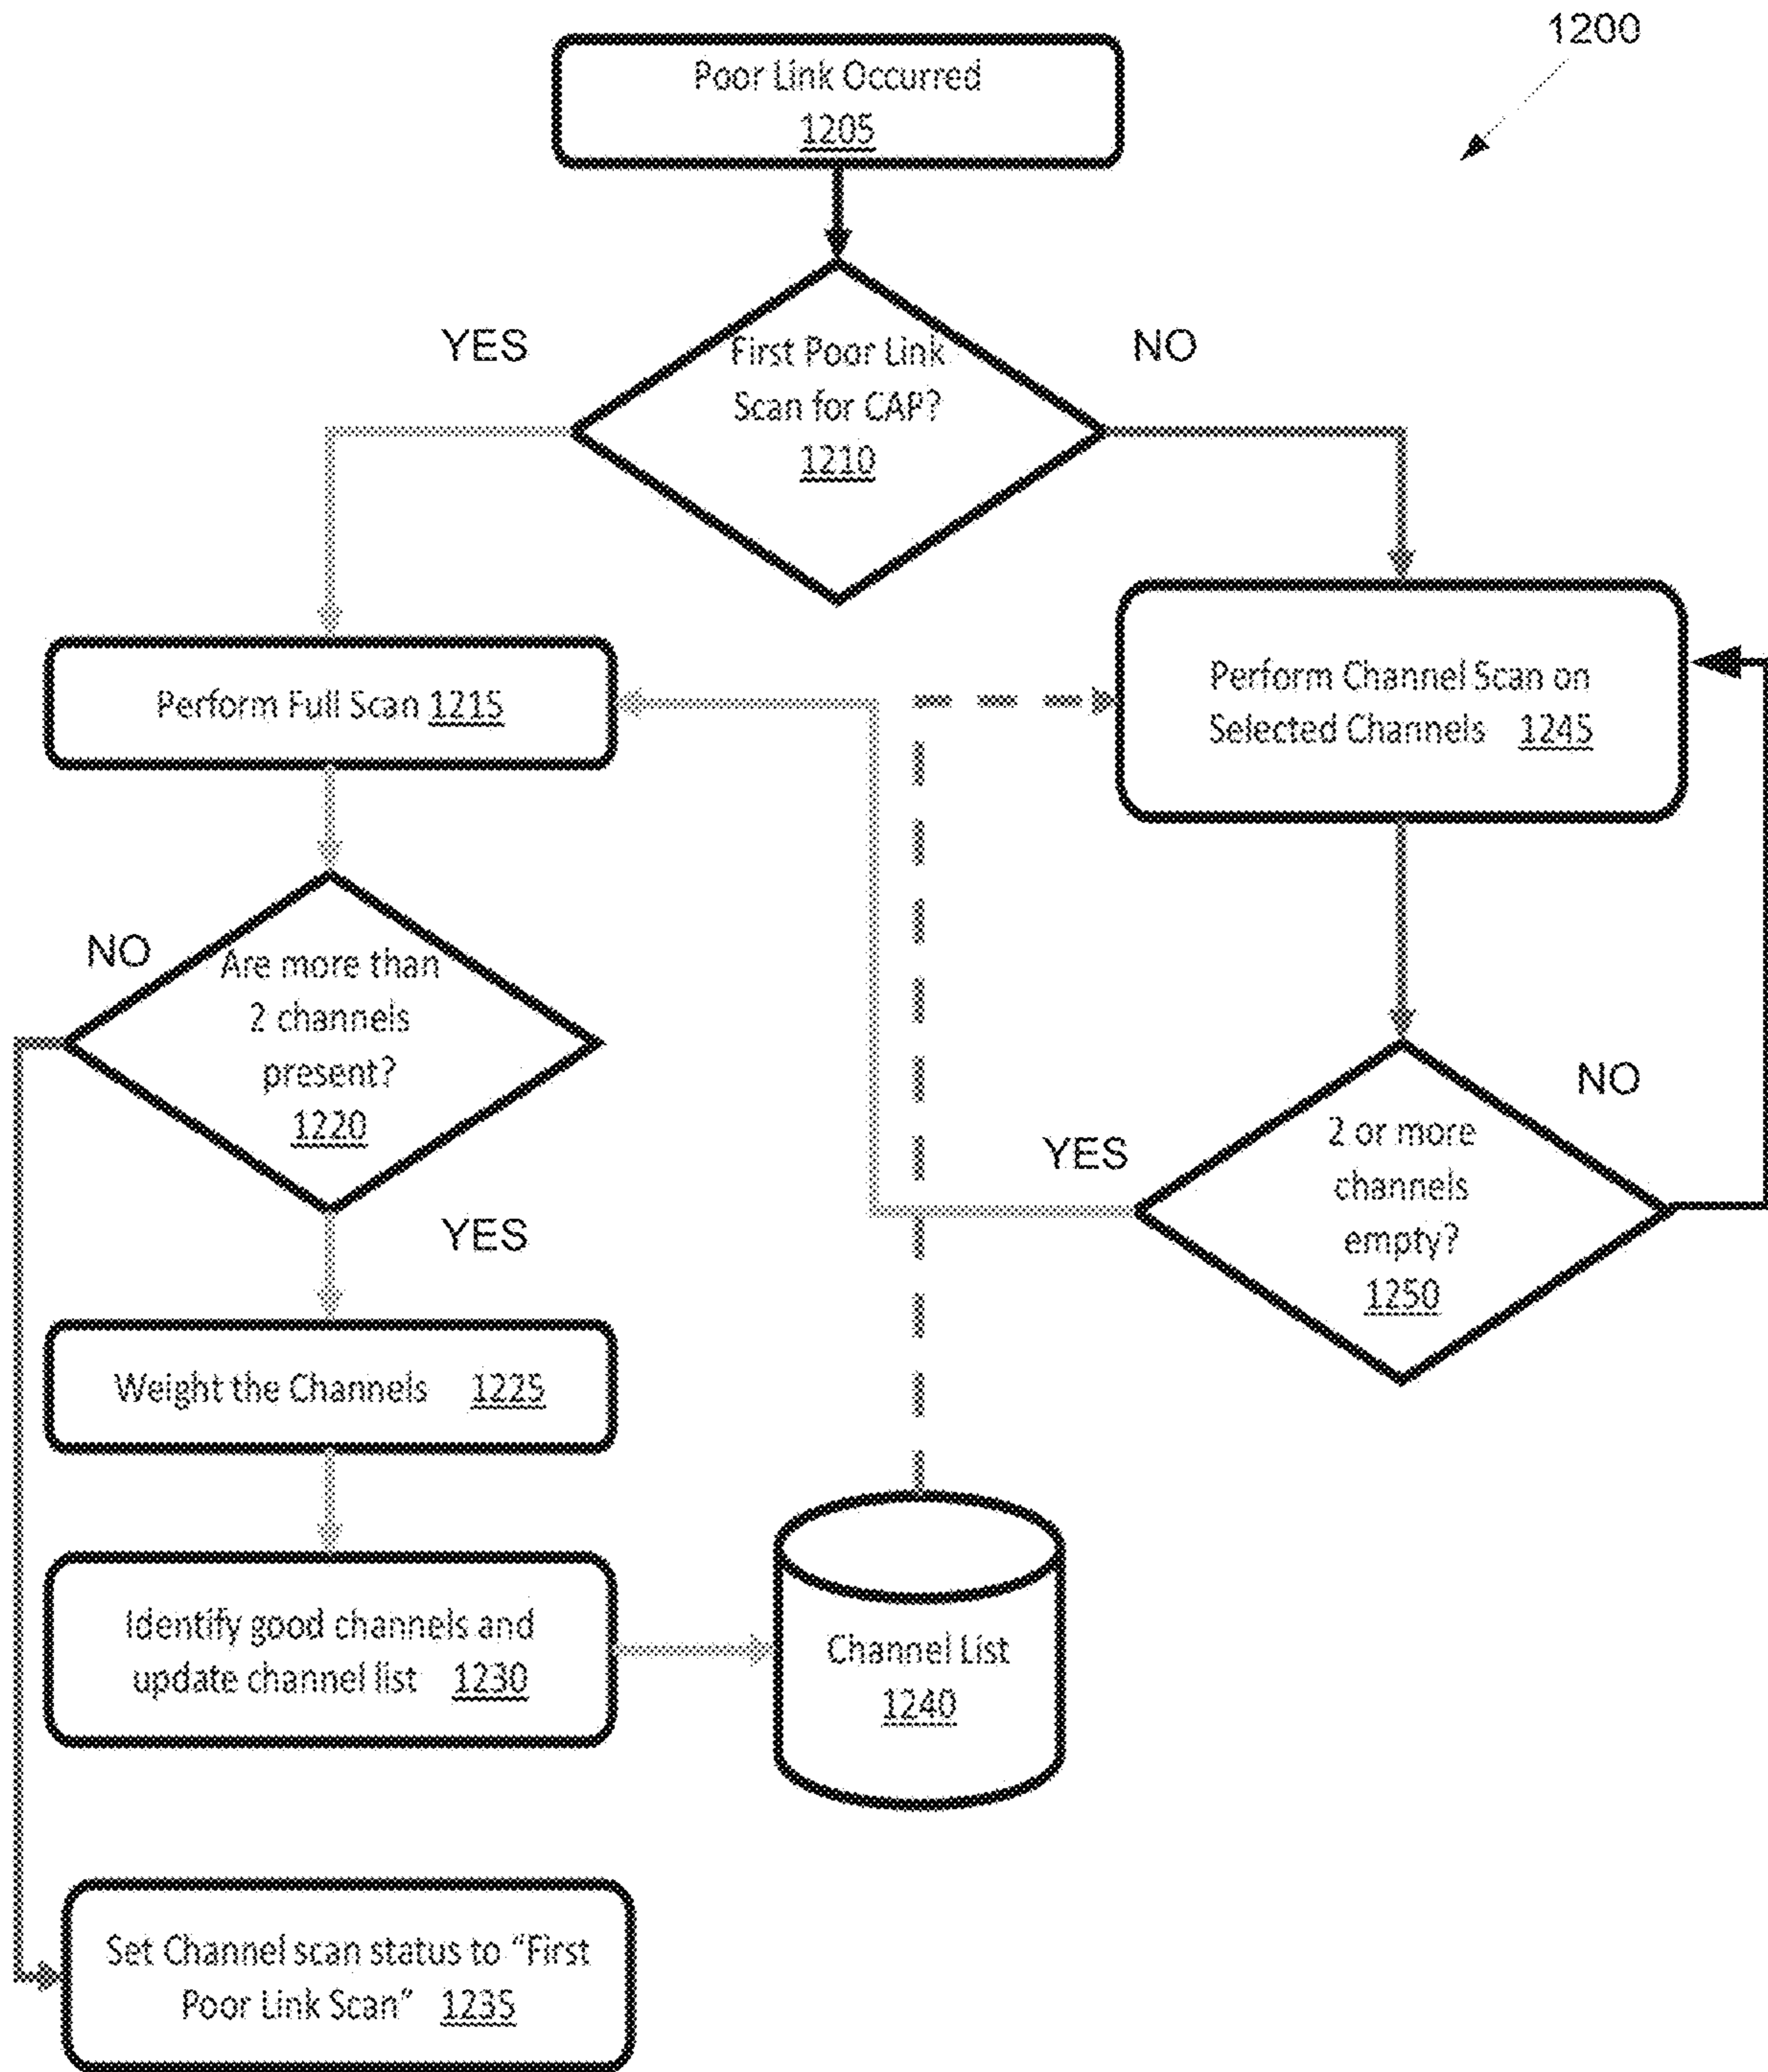 1200
Poor Link Occurred
1205
YES
NO
First Poor Link
Scan for CAP?
1210
Perform Full Scan 1215
Perform Channel Scan on
Selected Channels 1245
NO
Are more than
2 channels
present?
1220
YES
NO
YES
2 or more
channels
empty?
1250
Weight the Channels 1225
Identify good channels and
update channel list 1230
Channel List
1240
Set Channel scan status to “First
Poor Link Scan” 1235